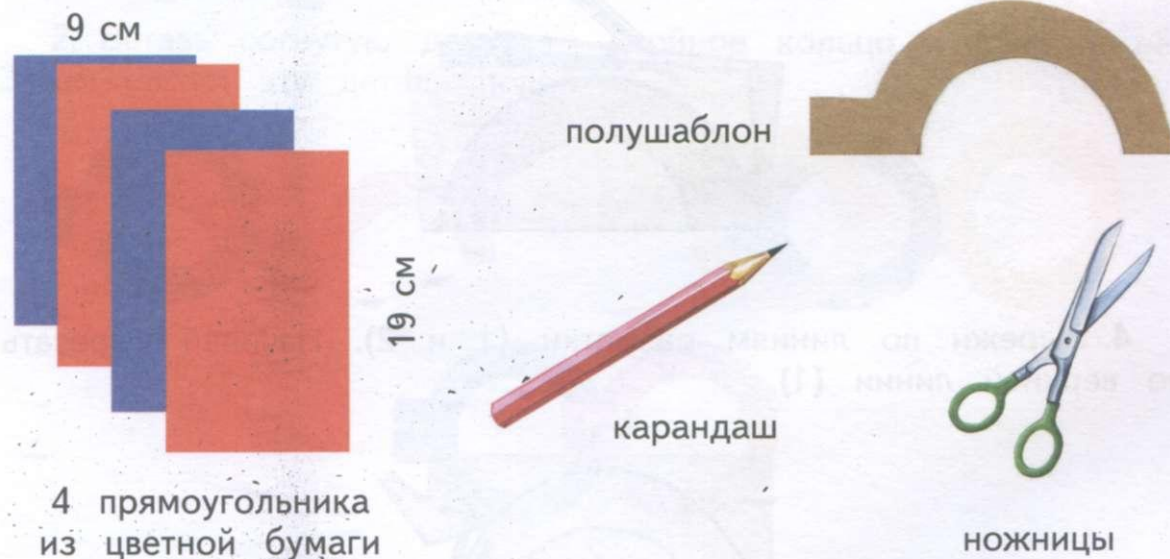 9 см
полушаблон
19 см
карандаш
4 прямоугольника
из цветной бумаги
ножницы